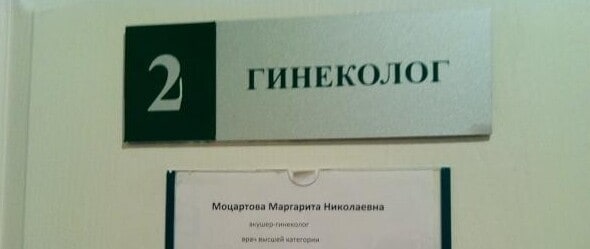 2 ГИНЕКОЛОГ
Моцартова Маргарита Николаевна
акушер-гинеколог
врач высшей категории